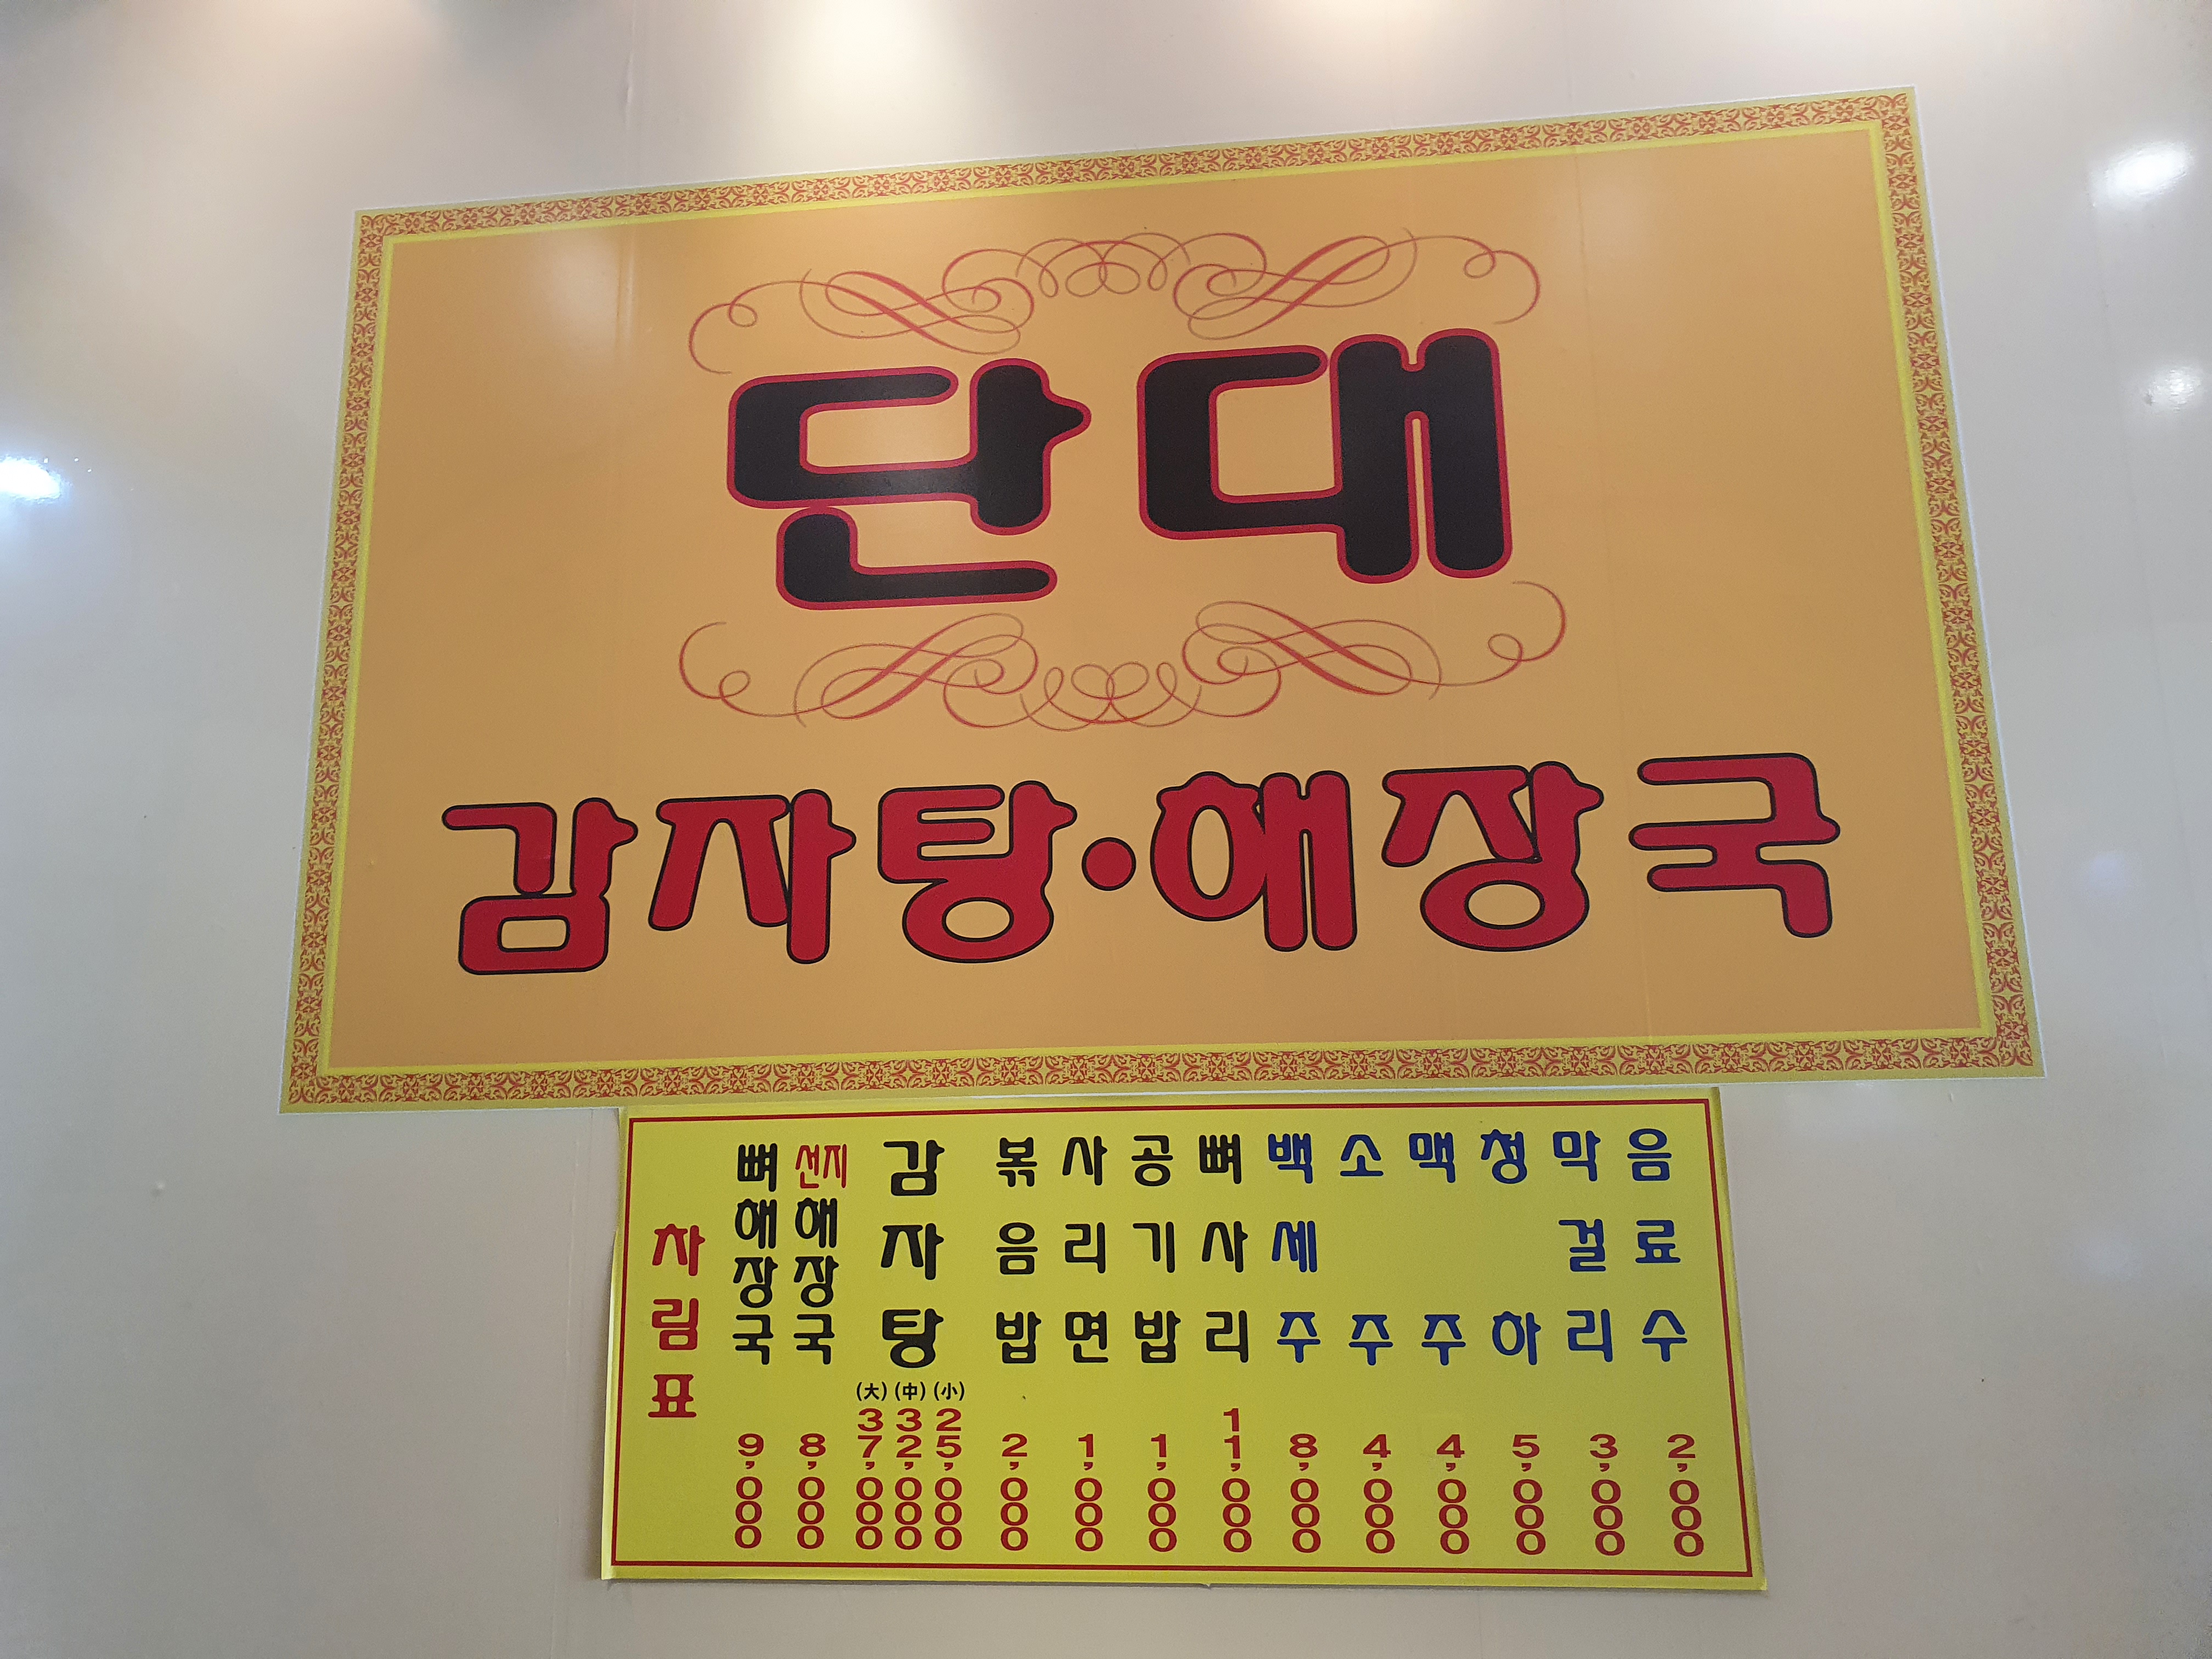 단대
감자탕·해장국
차림표
뼈해장국 9,000
선지해장국 8,000
감자탕 (大) 37,000 (中) 32,000 (小) 25,000
볶음밥 2,000
사리면 1,000
공기밥 1,000
뼈사리 11,000
백세주 8,000
소주 4,000
맥주 4,000
청하 5,000
막걸리 3,000
음료수 2,000